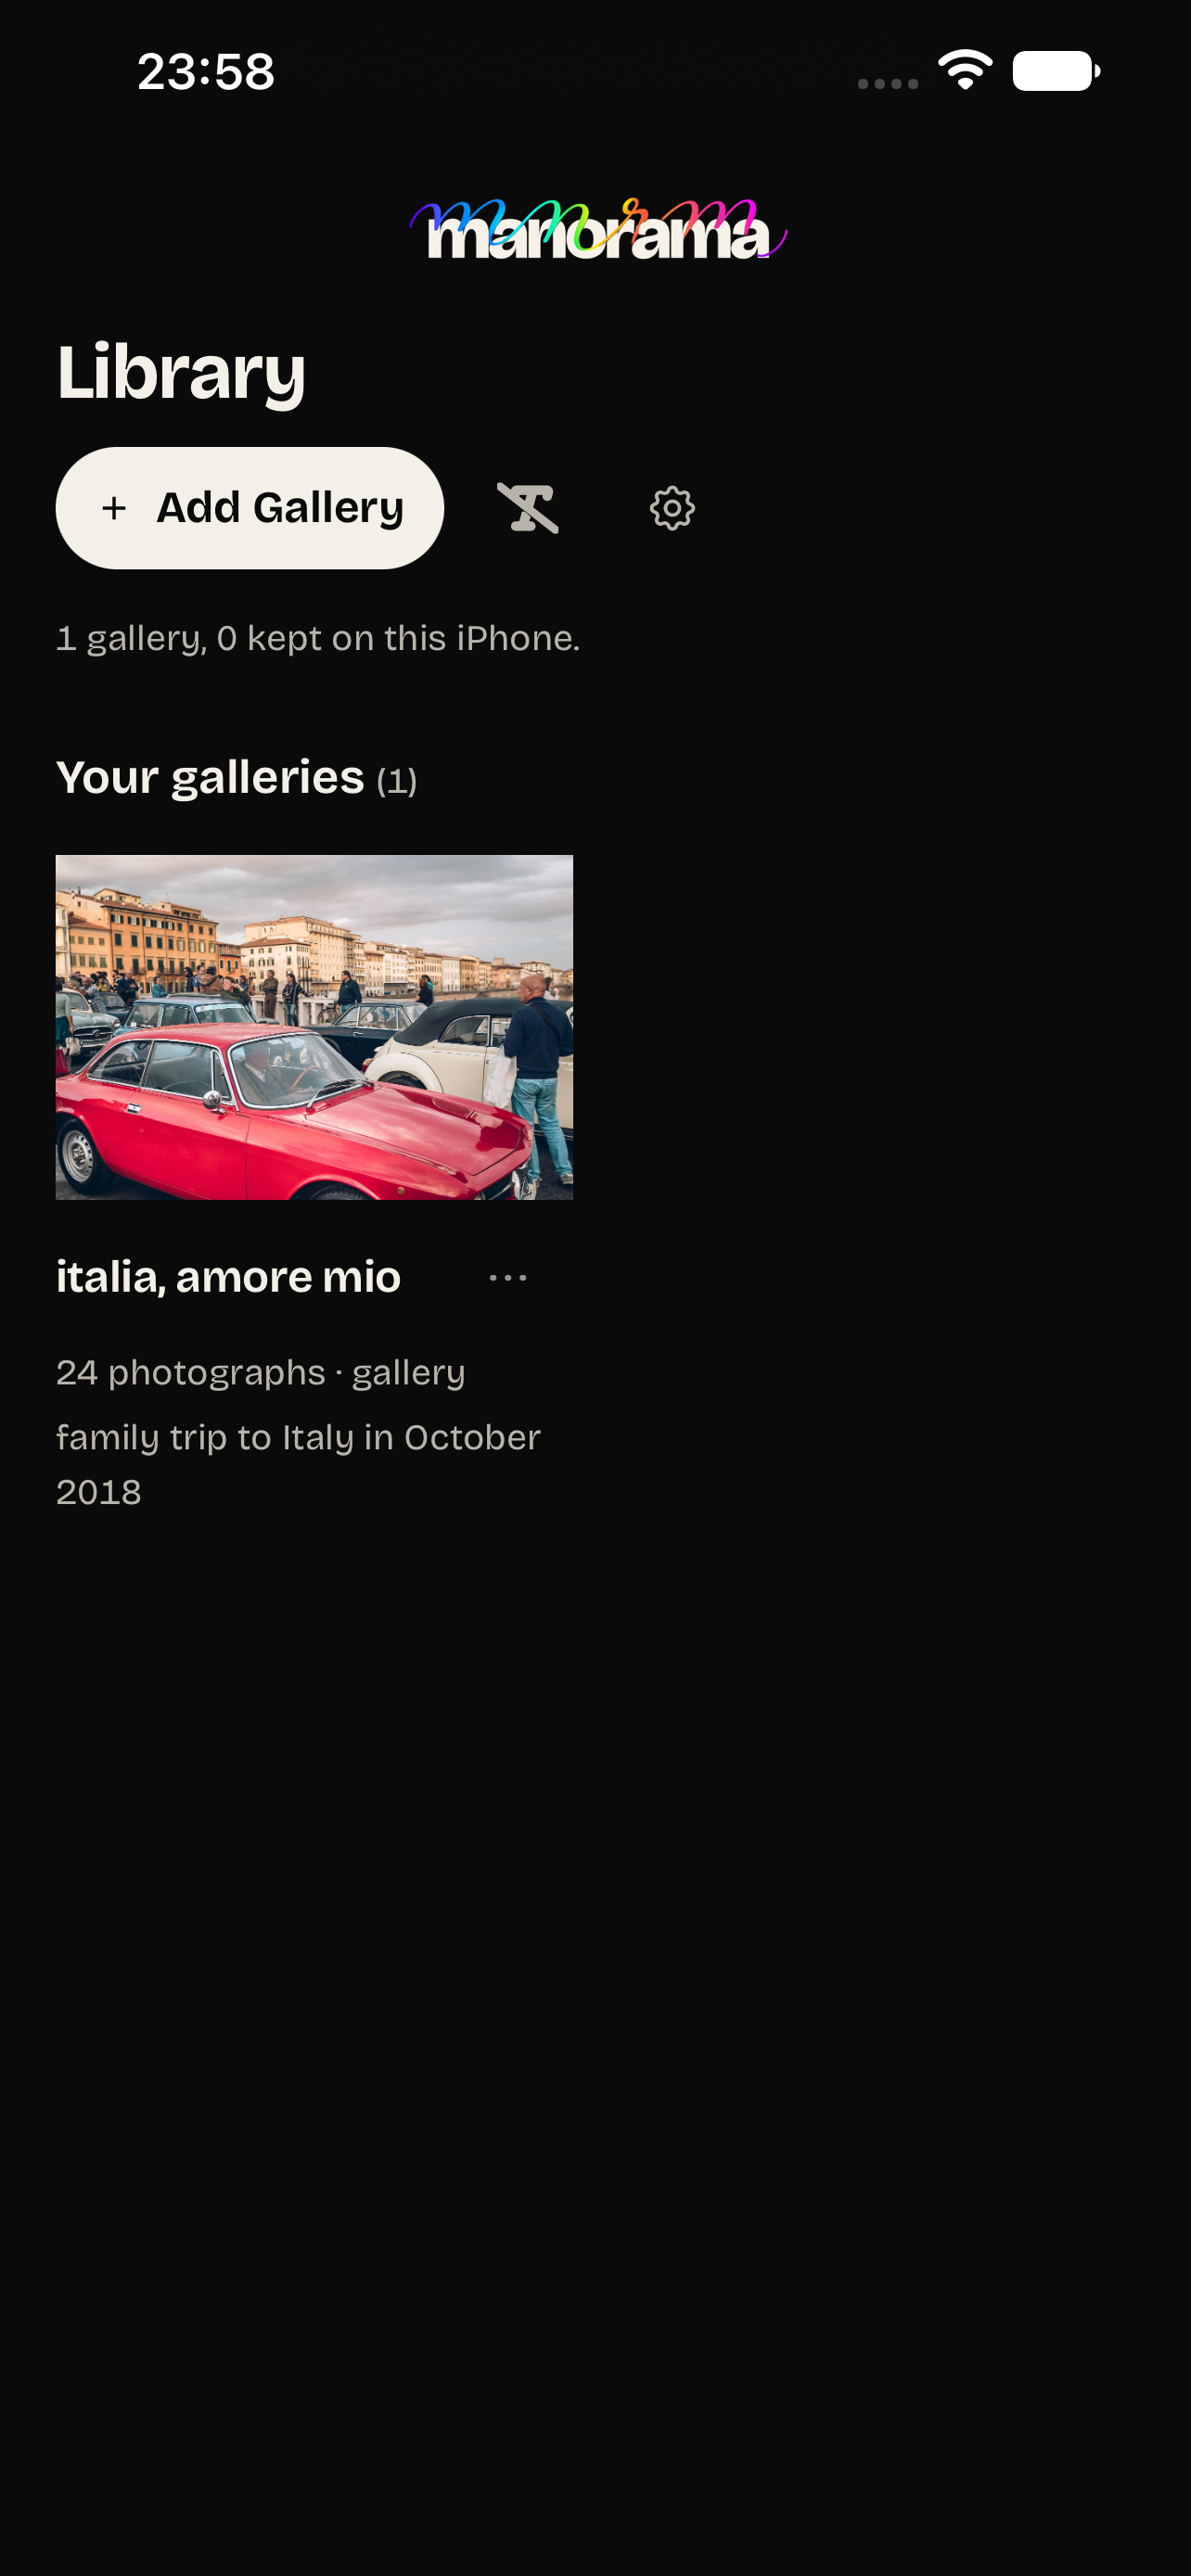 23:58
mnrm
manorama
Library
+ Add Gallery
1 gallery, 0 kept on this iPhone.
Your galleries (1)
italia, amore mio
24 photographs · gallery
family trip to Italy in October
2018